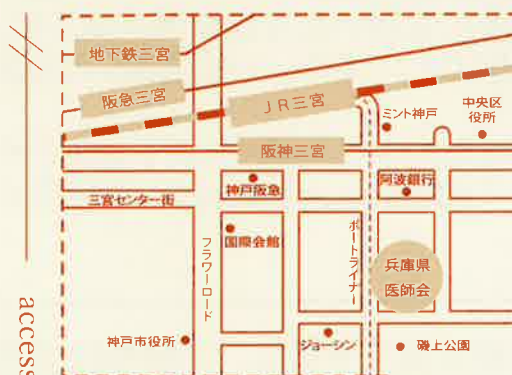 地下鉄三宮
阪急三宮
JR三宮
ミント神戸
中央区
役所
阪神三宮
神戸阪急
阿波銀行
三宮センター街
国際会館
フラワーロード
ポートライナー
兵庫県
医師会
神戸市役所
ジョーシン
磯上公園
access